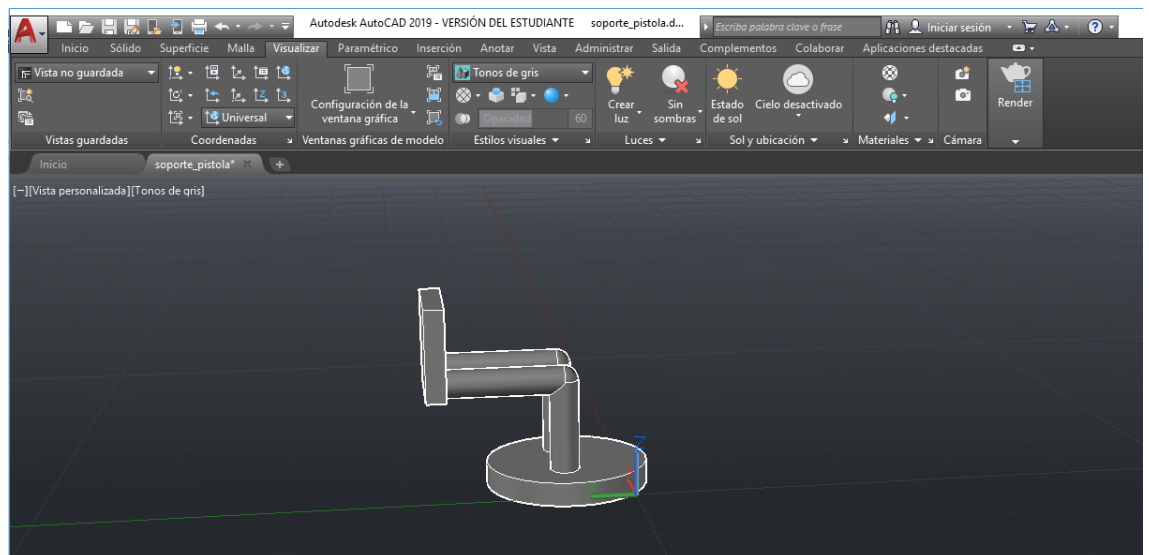 Autodesk AutoCAD 2019 - VERSIÓN DEL ESTUDIANTE soporte_pistola.d... Escriba palabra clave o frase Iniciar sesión
Inicio Sólido Superficie Malla Visualizar Paramétrico Inserción Anotar Vista Administrar Salida Complementos Colaborar Aplicaciones destacadas
Vista no guardada
Universal
Vistas guardadas
Coordenadas
Configuración de la
ventana gráfica
Ventanas gráficas de modelo
Tonos de gris
Opacidad 60
Estilos visuales
Crear
luz
Sin
sombras
Luces
Estado
de sol
Cielo desactivado
Sol y ubicación
Materiales
Cámara
Render
Inicio soporte_pistola*
[−][Vista personalizada][Tonos de gris]
Z